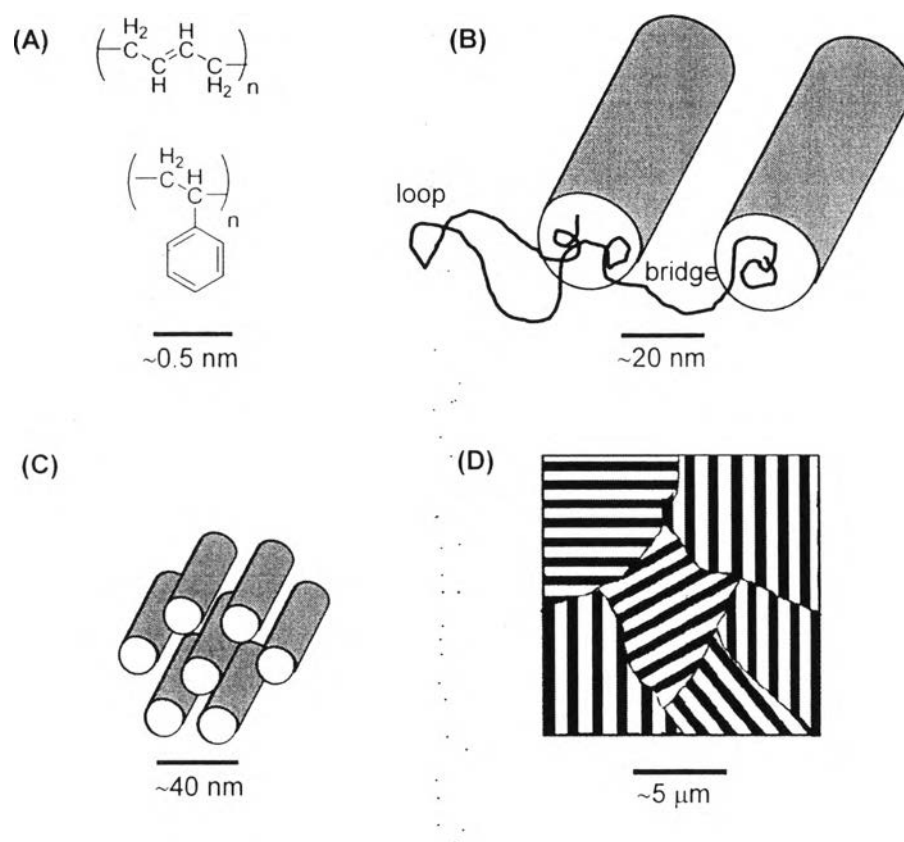 (A)
H₂ H
C C
C C
H H₂ n
H₂ H
C C
n
~0.5 nm
(B)
loop
bridge
~20 nm
(C)
~40 nm
(D)
~5 μm